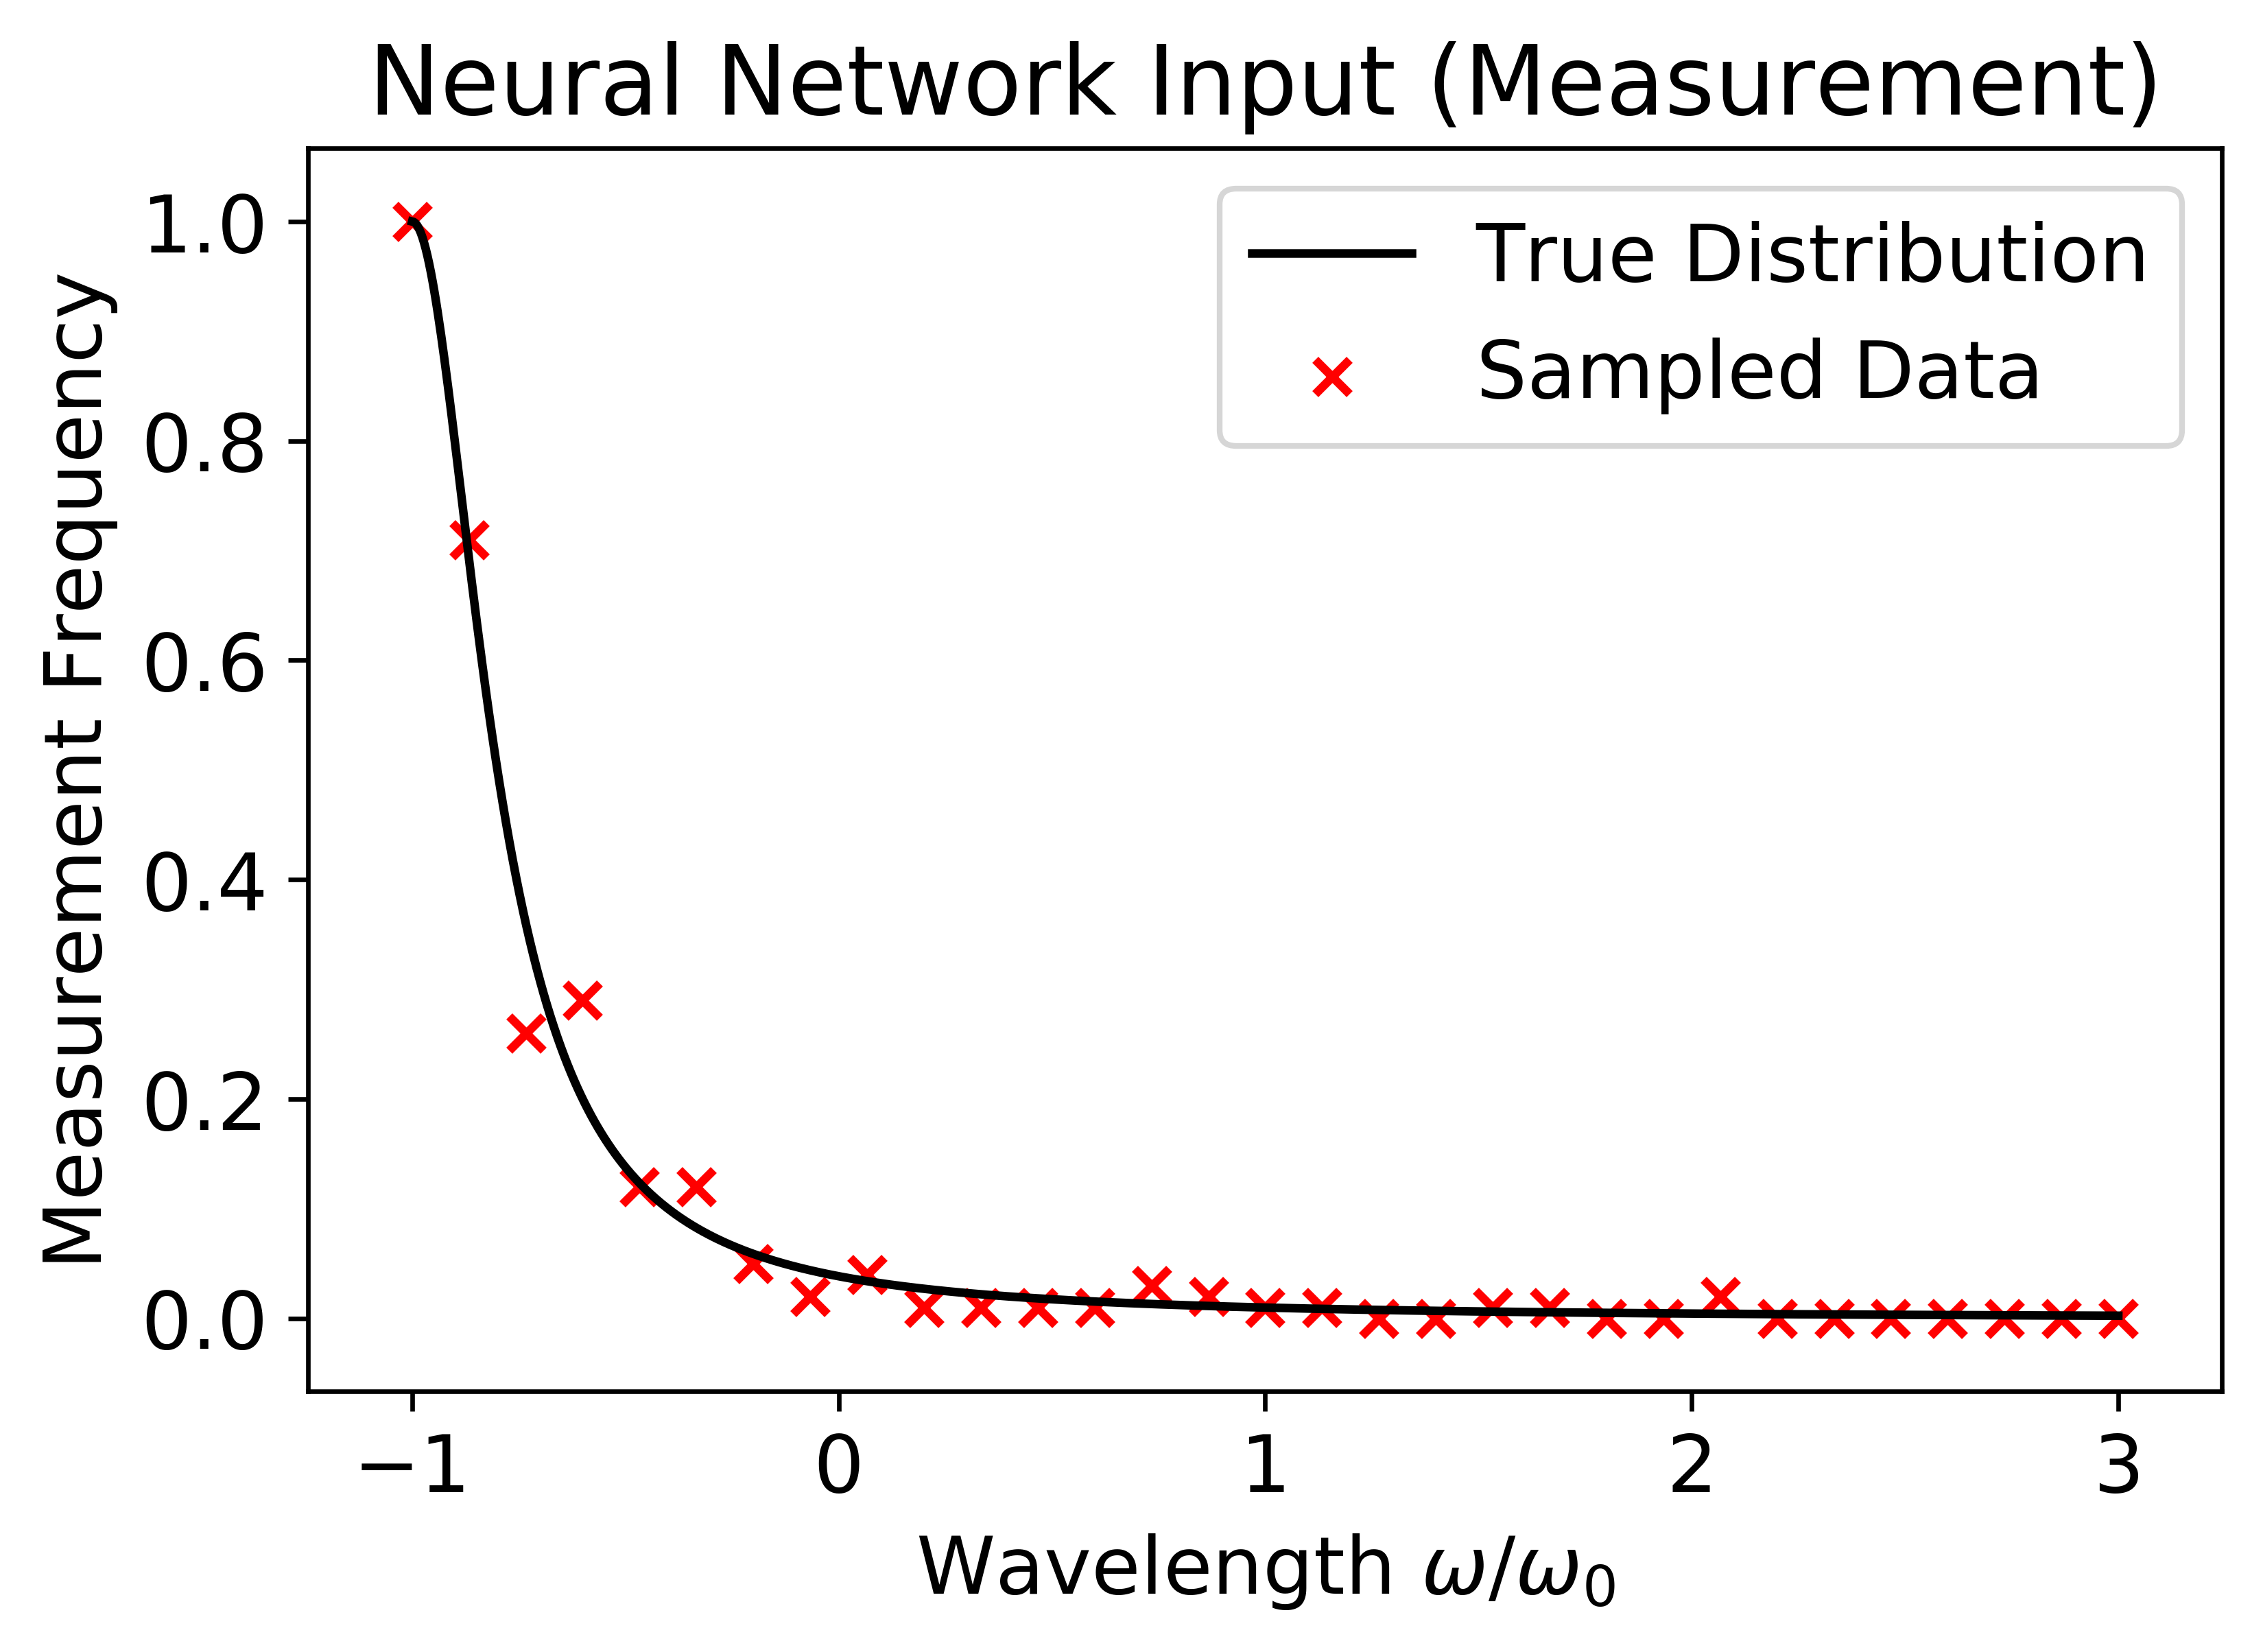 Neural Network Input (Measurement)
True Distribution
Sampled Data
Measurement Frequency
1.0
0.8
0.6
0.4
0.2
0.0
−1 0 1 2 3
Wavelength ω/ω₀